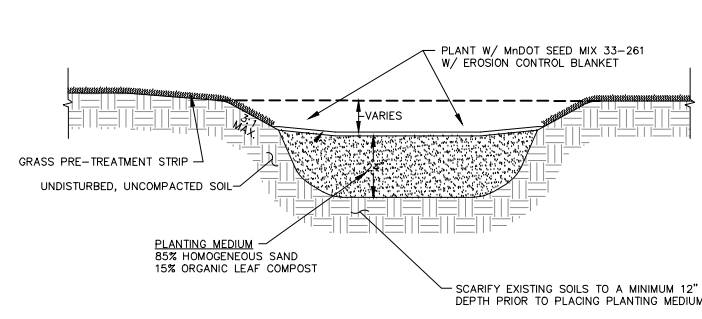 PLANT W/ MnDOT SEED MIX 33-261
W/ EROSION CONTROL BLANKET
VARIES
3:1
MAX.
GRASS PRE-TREATMENT STRIP
UNDISTURBED, UNCOMPACTED SOIL
PLANTING MEDIUM
85% HOMOGENEOUS SAND
15% ORGANIC LEAF COMPOST
SCARIFY EXISTING SOILS TO A MINIMUM 12"
DEPTH PRIOR TO PLACING PLANTING MEDIUM